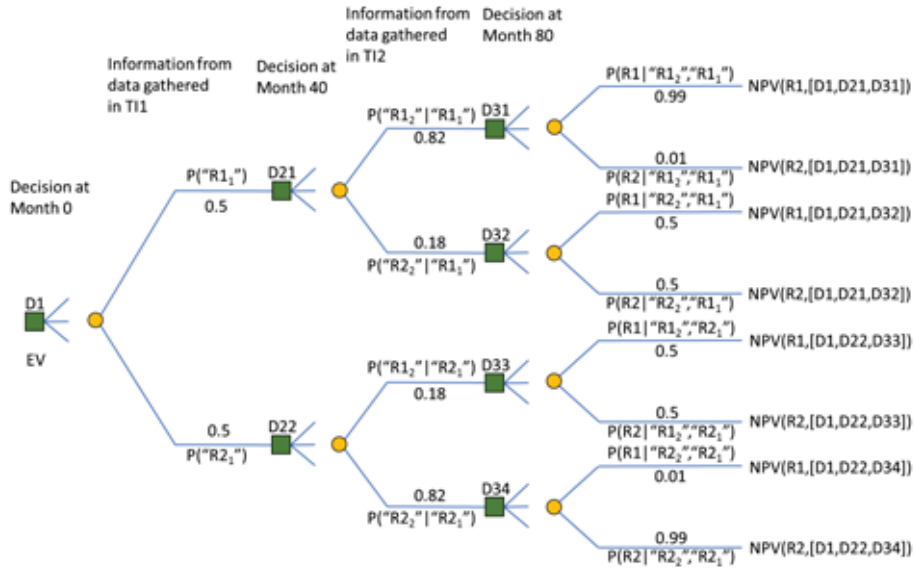 Information from
data gathered
in TI1
Decision at
Month 40
Information from
data gathered
in TI2
Decision at
Month 80
Decision at
Month 0
D1
EV
P("R1₁")
0.5
0.5
P("R2₁")
D21
D22
P("R1₂"|"R1₁")
0.82
0.18
P("R2₂"|"R1₁")
P("R1₂"|"R2₁")
0.18
0.82
P("R2₂"|"R2₁")
D31
D32
D33
D34
P(R1|"R1₂","R1₁")
0.99
NPV(R1,[D1,D21,D31])
0.01
NPV(R2,[D1,D21,D31])
P(R2|"R1₂","R1₁")
P(R1|"R2₂","R1₁")
0.5
NPV(R1,[D1,D21,D32])
0.5
NPV(R2,[D1,D21,D32])
P(R2|"R2₂","R1₁")
P(R1|"R1₂","R2₁")
0.5
NPV(R1,[D1,D22,D33])
0.5
NPV(R2,[D1,D22,D33])
P(R2|"R1₂","R2₁")
P(R1|"R2₂","R2₁")
0.01
NPV(R1,[D1,D22,D34])
0.99
NPV(R2,[D1,D22,D34])
P(R2|"R2₂","R2₁")